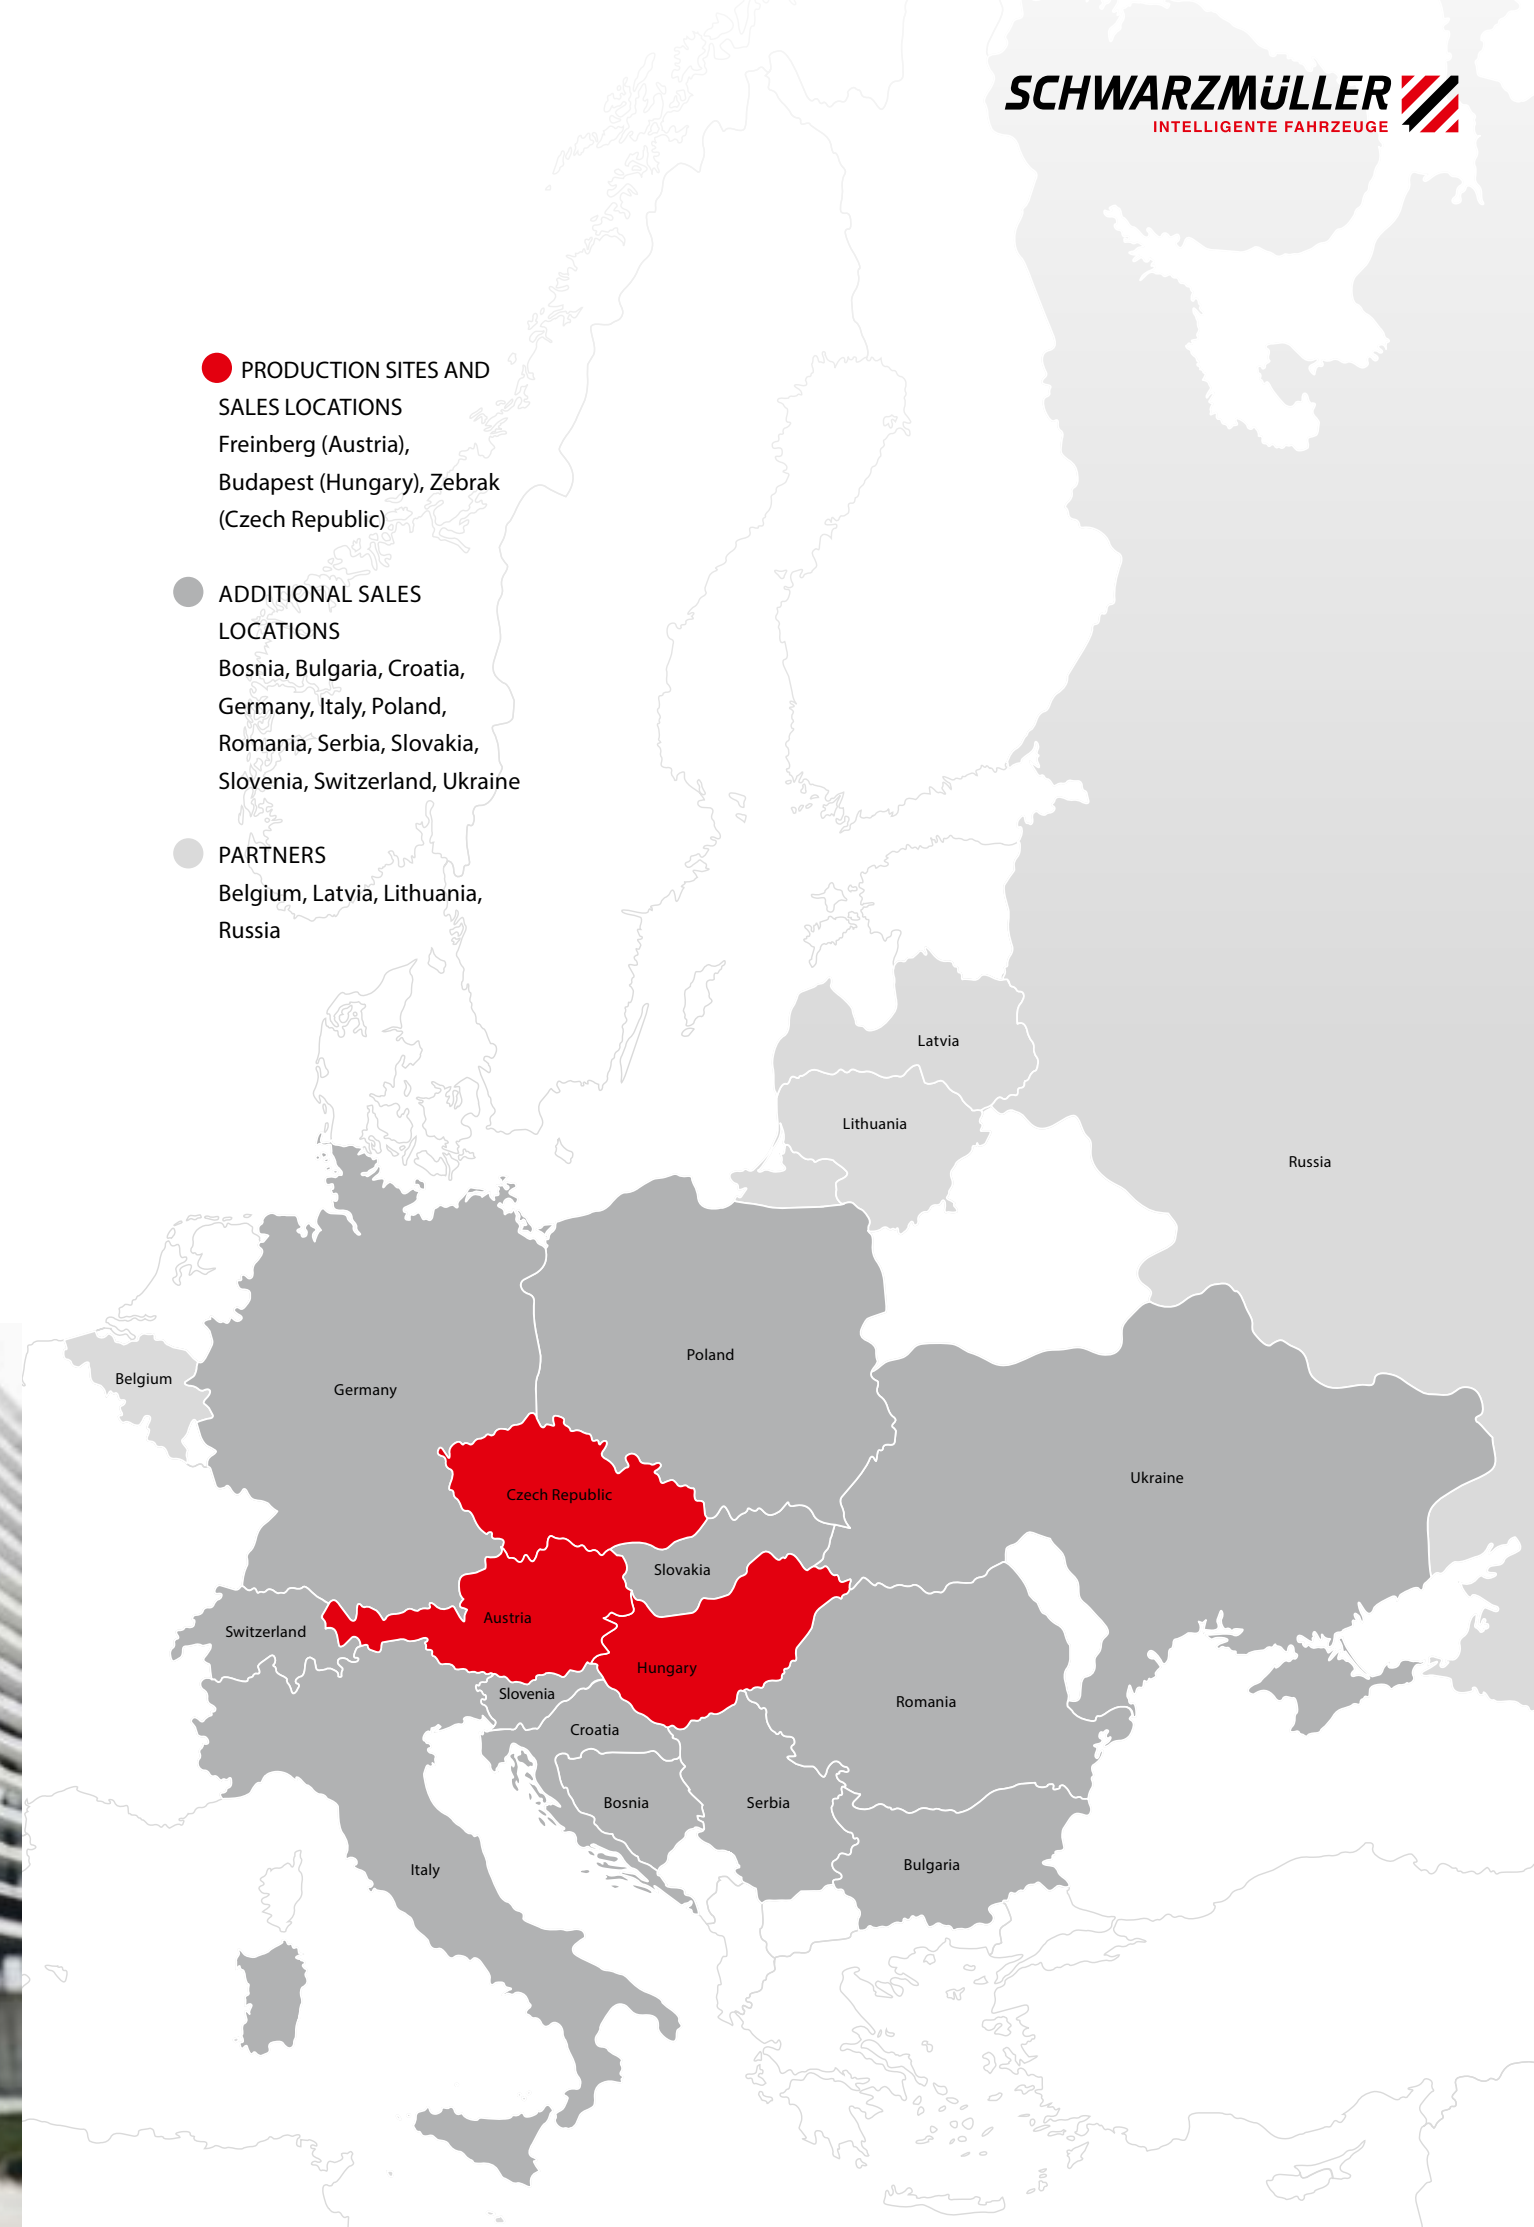 SCHWARZMÜLLER
INTELLIGENTE FAHRZEUGE
PRODUCTION SITES AND
SALES LOCATIONS
Freinberg (Austria),
Budapest (Hungary), Zebrak
(Czech Republic)
ADDITIONAL SALES
LOCATIONS
Bosnia, Bulgaria, Croatia,
Germany, Italy, Poland,
Romania, Serbia, Slovakia,
Slovenia, Switzerland, Ukraine
PARTNERS
Belgium, Latvia, Lithuania,
Russia
Latvia
Lithuania
Russia
Poland
Belgium
Germany
Ukraine
Czech Republic
Slovakia
Austria
Switzerland
Hungary
Slovenia
Romania
Croatia
Bosnia
Serbia
Bulgaria
Italy